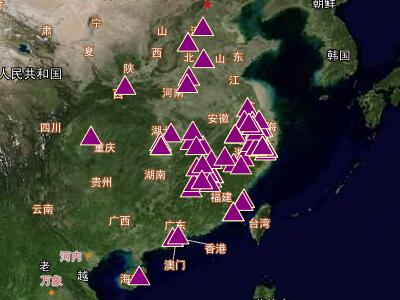 朝鲜
肃
宁
山
夏
西
北
山
东
韩国
人民共和国
陕
河南
江
安徽
四川
重庆
贵州
湖南
福建
云南
广西
广东
台湾
香港
河内
澳门
老
越
万象
海